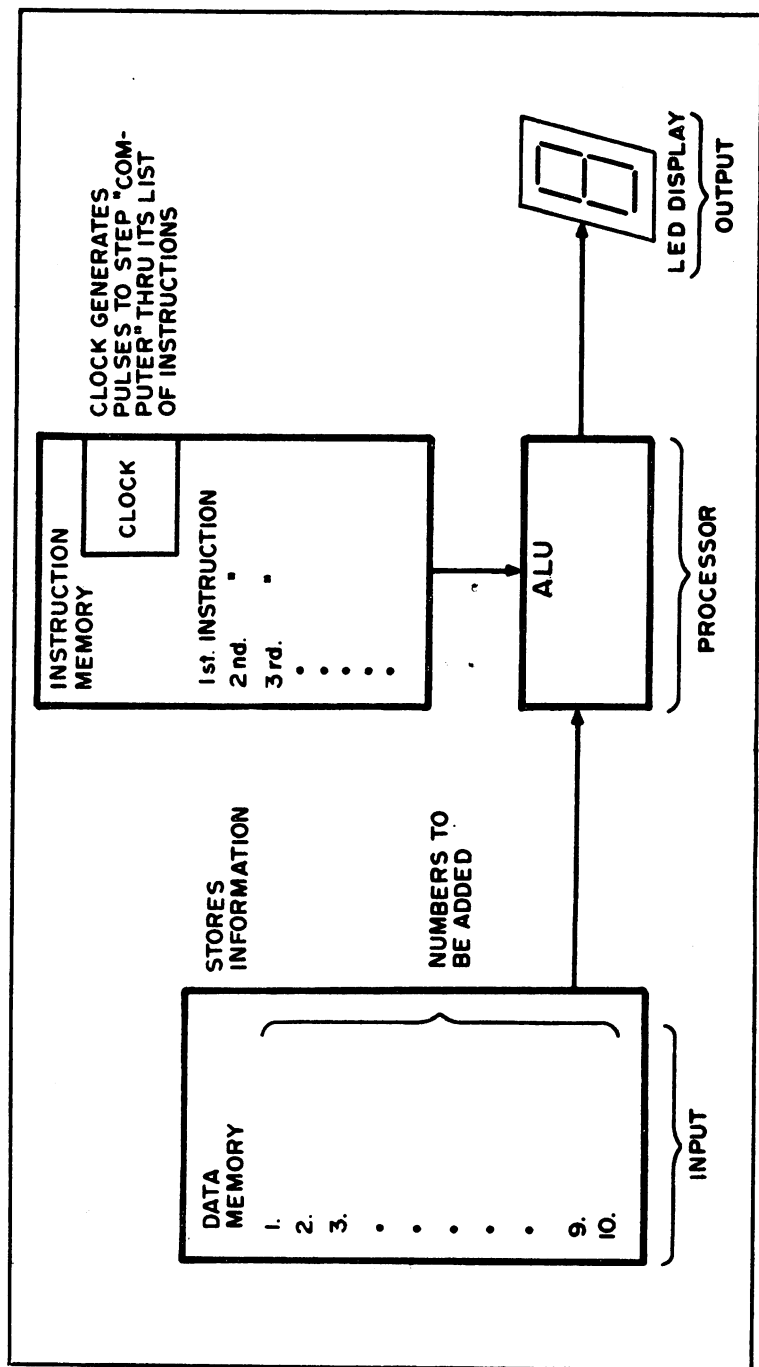 DATA
MEMORY
1.
2.
3.
9.
10.
INPUT
STORES
INFORMATION
NUMBERS TO
BE ADDED
INSTRUCTION
MEMORY
CLOCK
1st. INSTRUCTION
2nd. "
3rd. "
CLOCK GENERATES
PULSES TO STEP "COM-
PUTER" THRU ITS LIST
OF INSTRUCTIONS
ALU
PROCESSOR
LED DISPLAY
OUTPUT